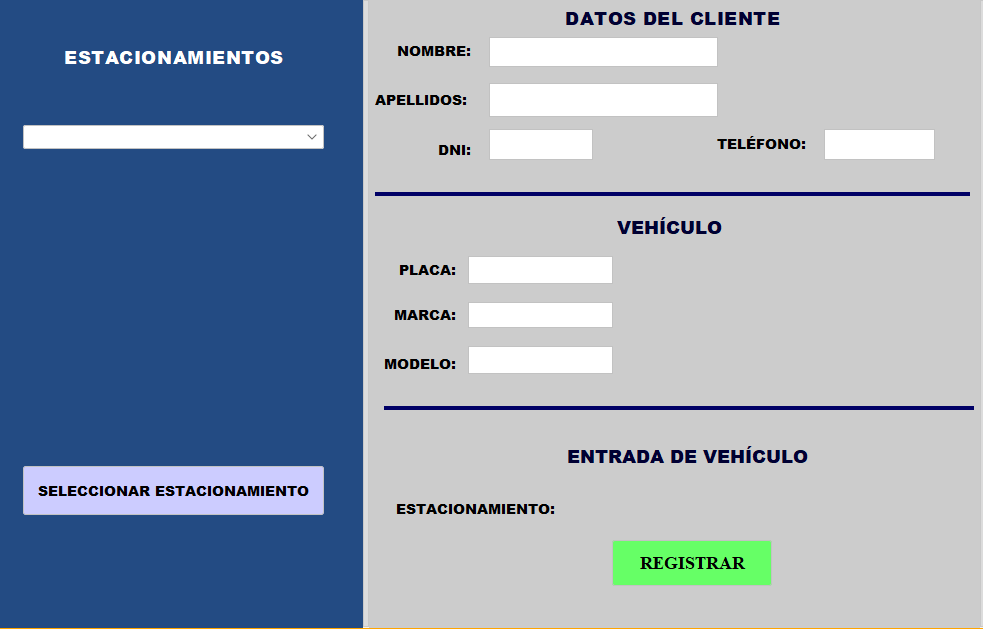 ESTACIONAMIENTOS
SELECCIONAR ESTACIONAMIENTO
DATOS DEL CLIENTE
NOMBRE:
APELLIDOS:
DNI:
TELÉFONO:
VEHÍCULO
PLACA:
MARCA:
MODELO:
ENTRADA DE VEHÍCULO
ESTACIONAMIENTO:
REGISTRAR